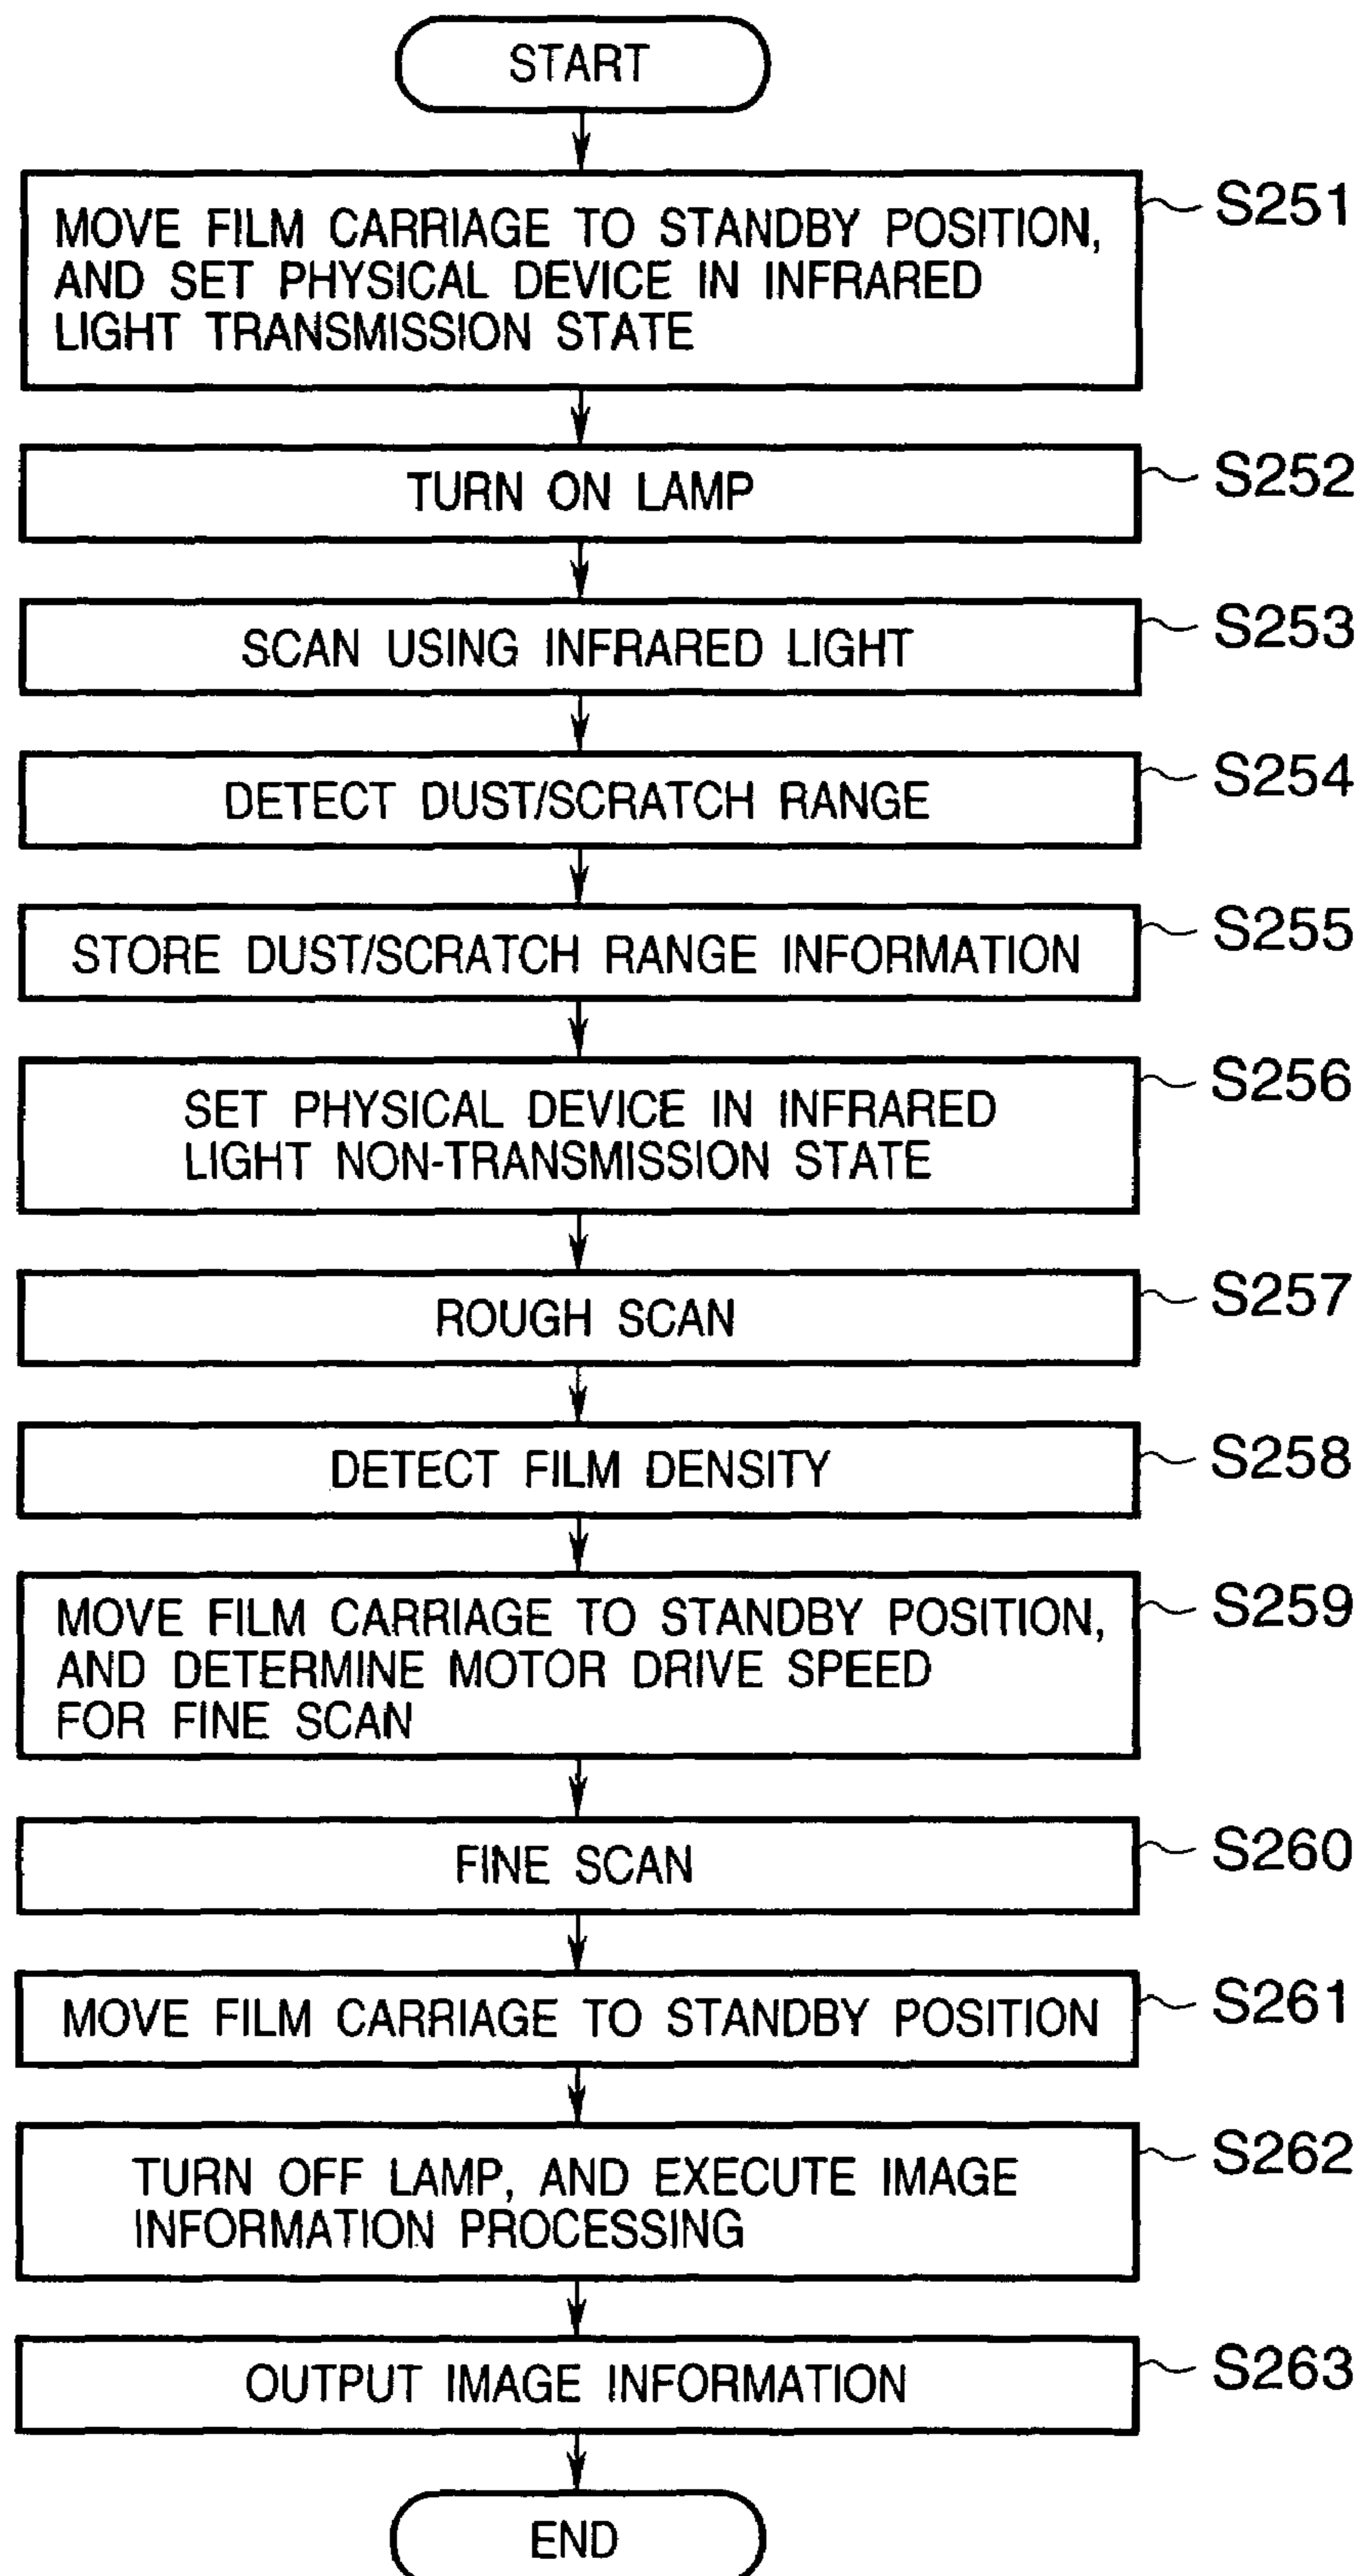 START
MOVE FILM CARRIAGE TO STANDBY POSITION,
AND SET PHYSICAL DEVICE IN INFRARED
LIGHT TRANSMISSION STATE
S251
TURN ON LAMP
S252
SCAN USING INFRARED LIGHT
S253
DETECT DUST/SCRATCH RANGE
S254
STORE DUST/SCRATCH RANGE INFORMATION
S255
SET PHYSICAL DEVICE IN INFRARED
LIGHT NON-TRANSMISSION STATE
S256
ROUGH SCAN
S257
DETECT FILM DENSITY
S258
MOVE FILM CARRIAGE TO STANDBY POSITION,
AND DETERMINE MOTOR DRIVE SPEED
FOR FINE SCAN
S259
FINE SCAN
S260
MOVE FILM CARRIAGE TO STANDBY POSITION
S261
TURN OFF LAMP, AND EXECUTE IMAGE
INFORMATION PROCESSING
S262
OUTPUT IMAGE INFORMATION
S263
END